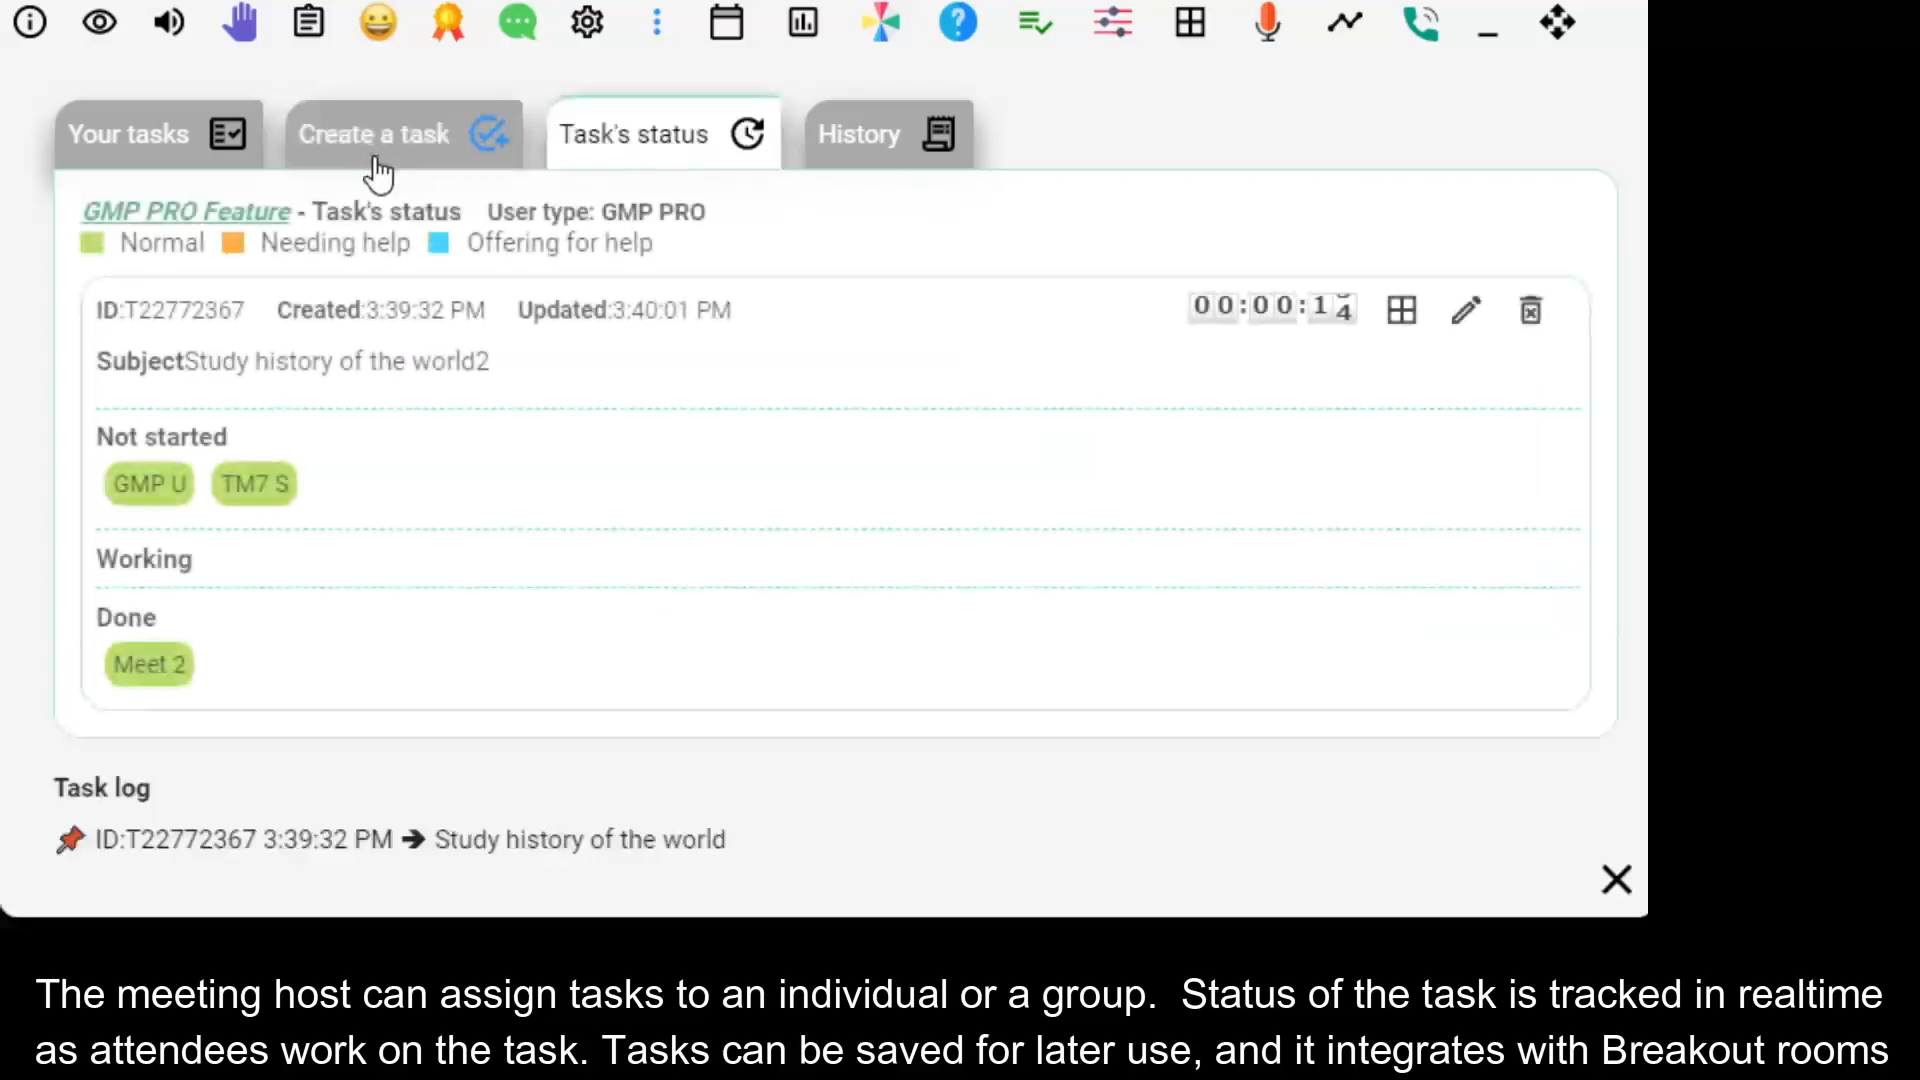 Your tasks Create a task Task's status History
GMP PRO Feature - Task's status User type: GMP PRO
Normal Needing help Offering for help
ID:T22772367 Created:3:39:32 PM Updated:3:40:01 PM 00:00:14
SubjectStudy history of the world2
Not started
GMP U TM7 S
Working
Done
Meet 2
Task log
ID:T22772367 3:39:32 PM ➔ Study history of the world
The meeting host can assign tasks to an individual or a group. Status of the task is tracked in realtime
as attendees work on the task. Tasks can be saved for later use, and it integrates with Breakout rooms